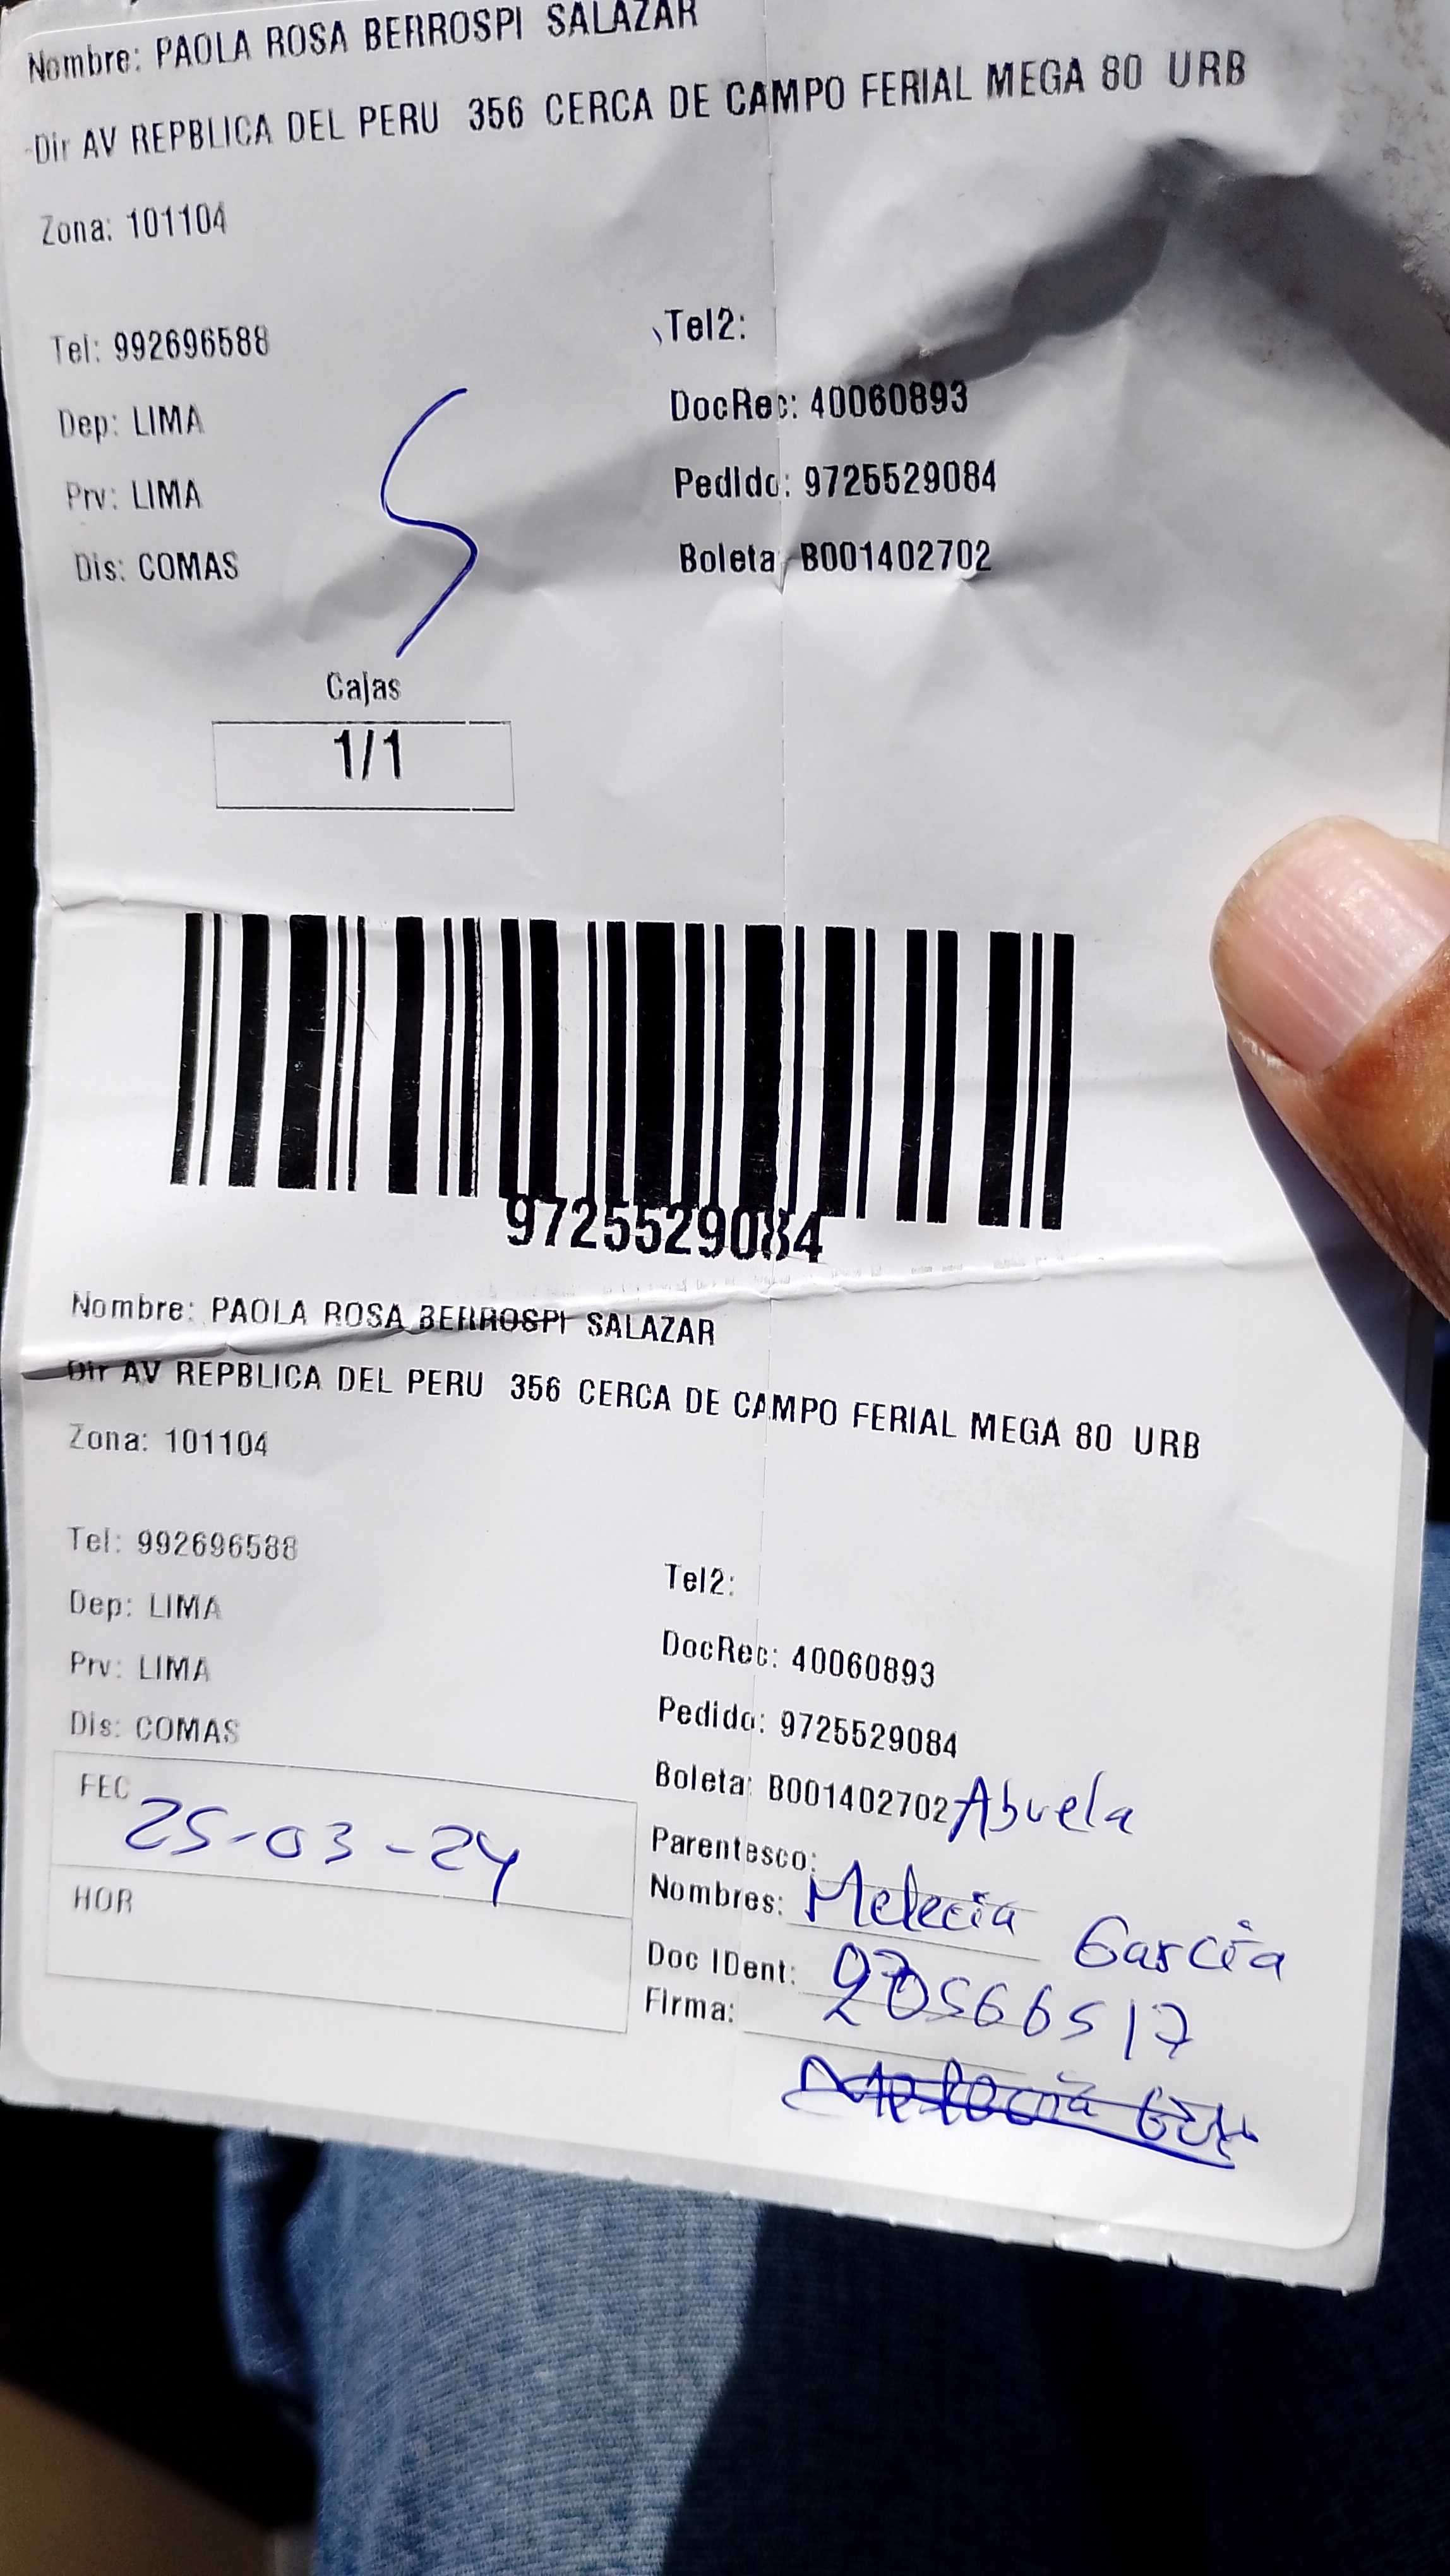 Nombre: PAOLA ROSA BERROSPI SALAZAR
Dir AV REPBLICA DEL PERU 356 CERCA DE CAMPO FERIAL MEGA 80 URB
Zona: 101104
Tel: 992696588 Tel2:
Dep: LIMA DocRec: 40060893
Prv: LIMA Pedido: 9725529084
Dis: COMAS Boleta: B001402702
5
Cajas
1/1
9725529084
Nombre: PAOLA ROSA BERROSPI SALAZAR
Dir AV REPBLICA DEL PERU 356 CERCA DE CAMPO FERIAL MEGA 80 URB
Zona: 101104
Tel: 992696588 Tel2:
Dep: LIMA DocRec: 40060893
Prv: LIMA Pedido: 9725529084
Dis: COMAS Boleta: B001402702
FEC 25-03-24
HOR
Parentesco: Abuela
Nombres: Melecia Garcia
Doc IDent:
Firma: